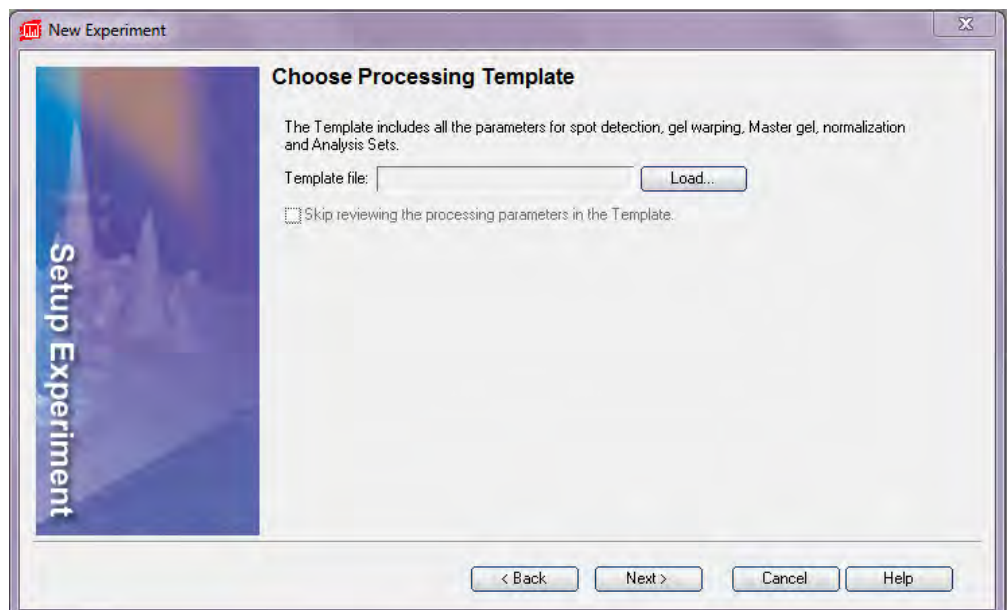 New Experiment
Choose Processing Template
The Template includes all the parameters for spot detection, gel warping, Master gel, normalization
and Analysis Sets.
Template file:
Load...
Skip reviewing the processing parameters in the Template.
Setup Experiment
< Back
Next >
Cancel
Help